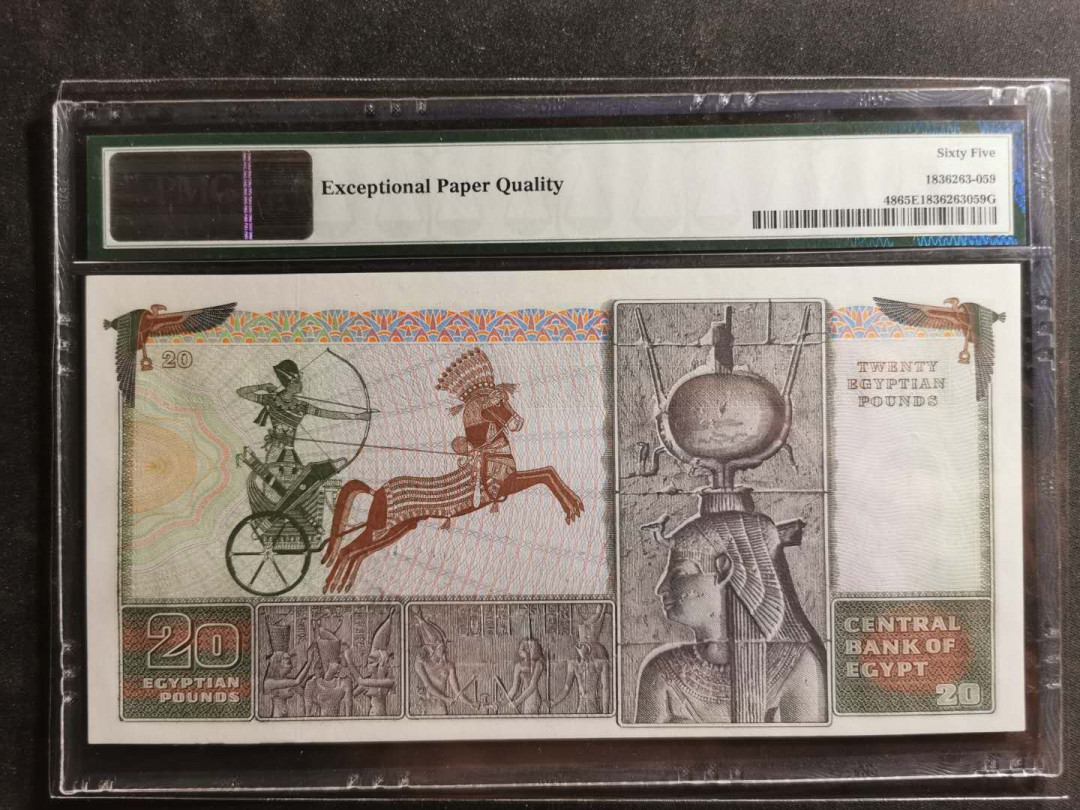 PMG
Exceptional Paper Quality
Sixty Five
1836263-059
4865E1836263059G
20
TWENTY
EGYPTIAN
POUNDS
20
EGYPTIAN
POUNDS
CENTRAL
BANK OF
EGYPT
20